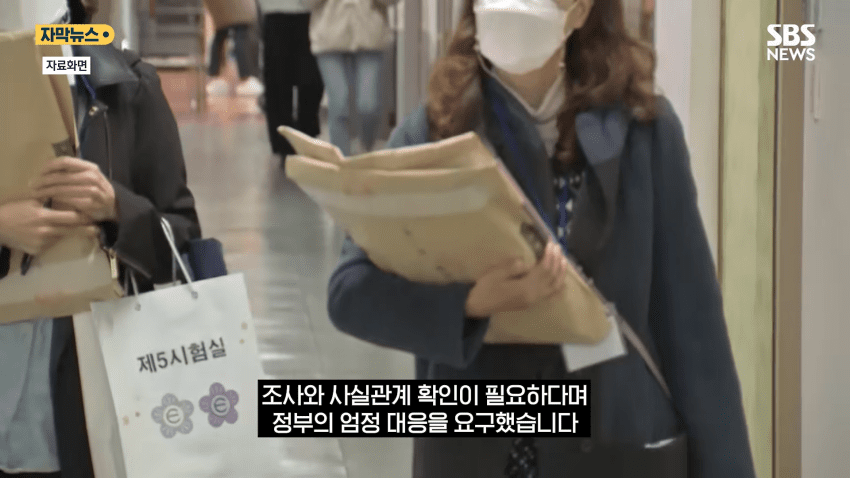 자막뉴스
자료화면
SBS
NEWS
제5시험실
조사와 사실관계 확인이 필요하다며
정부의 엄정 대응을 요구했습니다